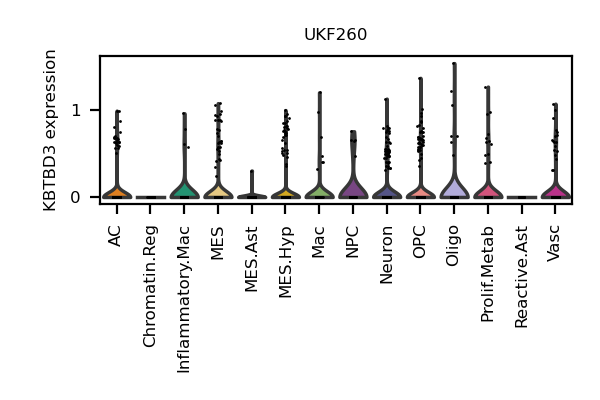 UKF260
KBTBD3 expression
1
0
AC
Chromatin.Reg
Inflammatory.Mac
MES
MES.Ast
MES.Hyp
Mac
NPC
Neuron
OPC
Oligo
Prolif.Metab
Reactive.Ast
Vasc